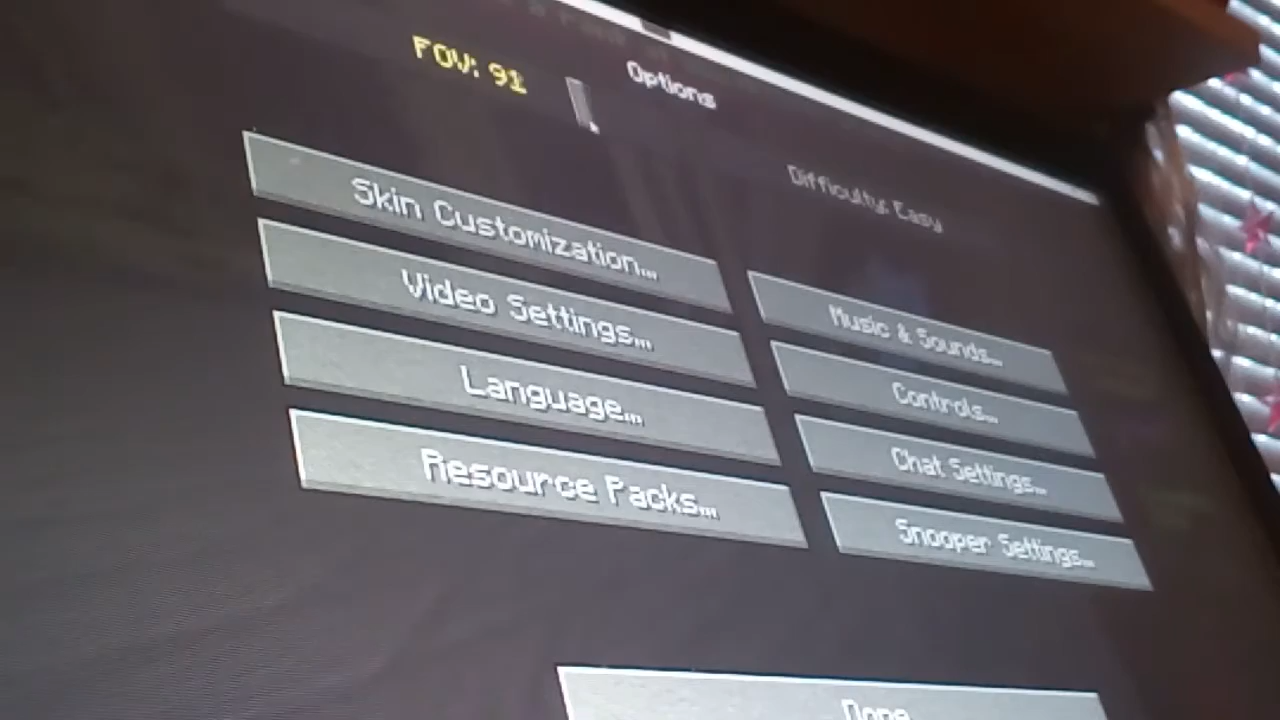 Options
FOV: 91
Difficulty: Easy
Skin Customization...
Music & Sounds...
Video Settings...
Controls...
Language...
Chat Settings...
Resource Packs...
Snooper Settings...
Done